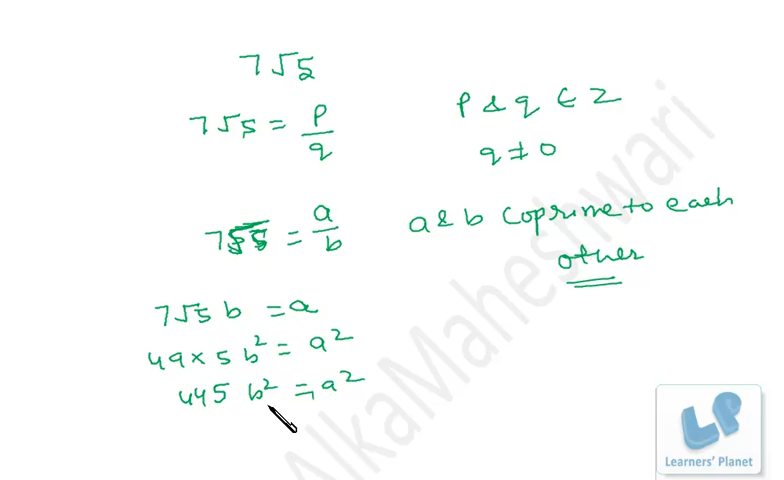 7√5
7√5 = p/q
p & q ∈ Z
q ≠ 0
7√5 = a/b
a & b coprime to each
other
7√5 b = a
49 × 5 b² = a²
445 b² = a²
AlkaMaheshwari
LP
Learners' Planet